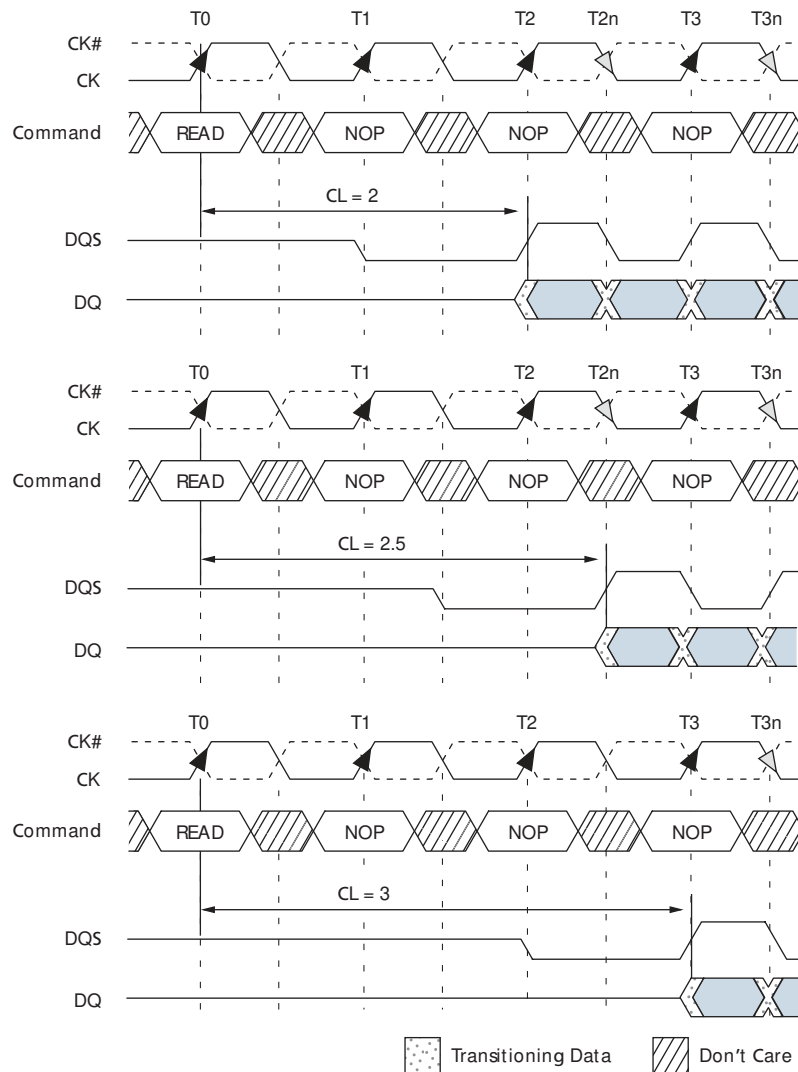 T0 T1 T2 T2n T3 T3n
CK#
CK
Command READ NOP NOP NOP
CL = 2
DQS
DQ
T0 T1 T2 T2n T3 T3n
CK#
CK
Command READ NOP NOP NOP
CL = 2.5
DQS
DQ
T0 T1 T2 T3 T3n
CK#
CK
Command READ NOP NOP NOP
CL = 3
DQS
DQ
Transitioning Data Don't Care